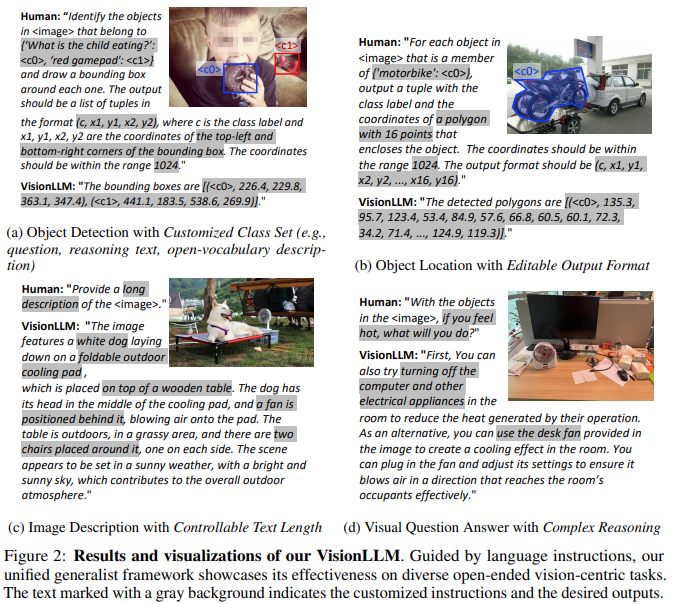 Human: "Identify the objects
in <image> that belong to
{'What is the child eating?':
<c0>, 'red gamepad': <c1>}
and draw a bounding box
around each one. The output
should be a list of tuples in
the format (c, x1, y1, x2, y2), where c is the class label and
x1, y1, x2, y2 are the coordinates of the top-left and
bottom-right corners of the bounding box. The coordinates
should be within the range 1024."
VisionLLM: "The bounding boxes are [(<c0>, 226.4, 229.8,
363.1, 347.4), (<c1>, 441.1, 183.5, 538.6, 269.9)]."
<c0>
<c1>
(a) Object Detection with Customized Class Set (e.g.,
question, reasoning text, open-vocabulary descrip-
tion)
Human: "For each object in
<image> that is a member
of {'motorbike': <c0>},
output a tuple with the
class label and the
coordinates of a polygon
with 16 points that
encloses the object. The coordinates should be within
the range 1024. The output format should be (c, x1, y1,
x2, y2, ..., x16, y16)."
VisionLLM: "The detected polygons are [(<c0>, 135.3,
95.7, 123.4, 53.4, 84.9, 57.6, 66.8, 60.5, 60.1, 72.3,
34.2, 71.4, ..., 124.9, 119.3)]."
<c0>
(b) Object Location with Editable Output Format
Human: "Provide a long
description of the <image>."
VisionLLM: "The image
features a white dog laying
down on a foldable outdoor
cooling pad ,
which is placed on top of a wooden table. The dog has
its head in the middle of the cooling pad, and a fan is
positioned behind it, blowing air onto the pad. The
table is outdoors, in a grassy area, and there are two
chairs placed around it, one on each side. The scene
appears to be set in a sunny weather, with a bright and
sunny sky, which contributes to the overall outdoor
atmosphere."
(c) Image Description with Controllable Text Length
Human: "With the objects
in the <image>, if you feel
hot, what will you do?"
VisionLLM: "First, You can
also try turning off the
computer and other
electrical appliances in the
room to reduce the heat generated by their operation.
As an alternative, you can use the desk fan provided in
the image to create a cooling effect in the room. You
can plug in the fan and adjust its settings to ensure it
blows air in a direction that reaches the room's
occupants effectively."
(d) Visual Question Answer with Complex Reasoning
Figure 2: Results and visualizations of our VisionLLM. Guided by language instructions, our
unified generalist framework showcases its effectiveness on diverse open-ended vision-centric tasks.
The text marked with a gray background indicates the customized instructions and the desired outputs.